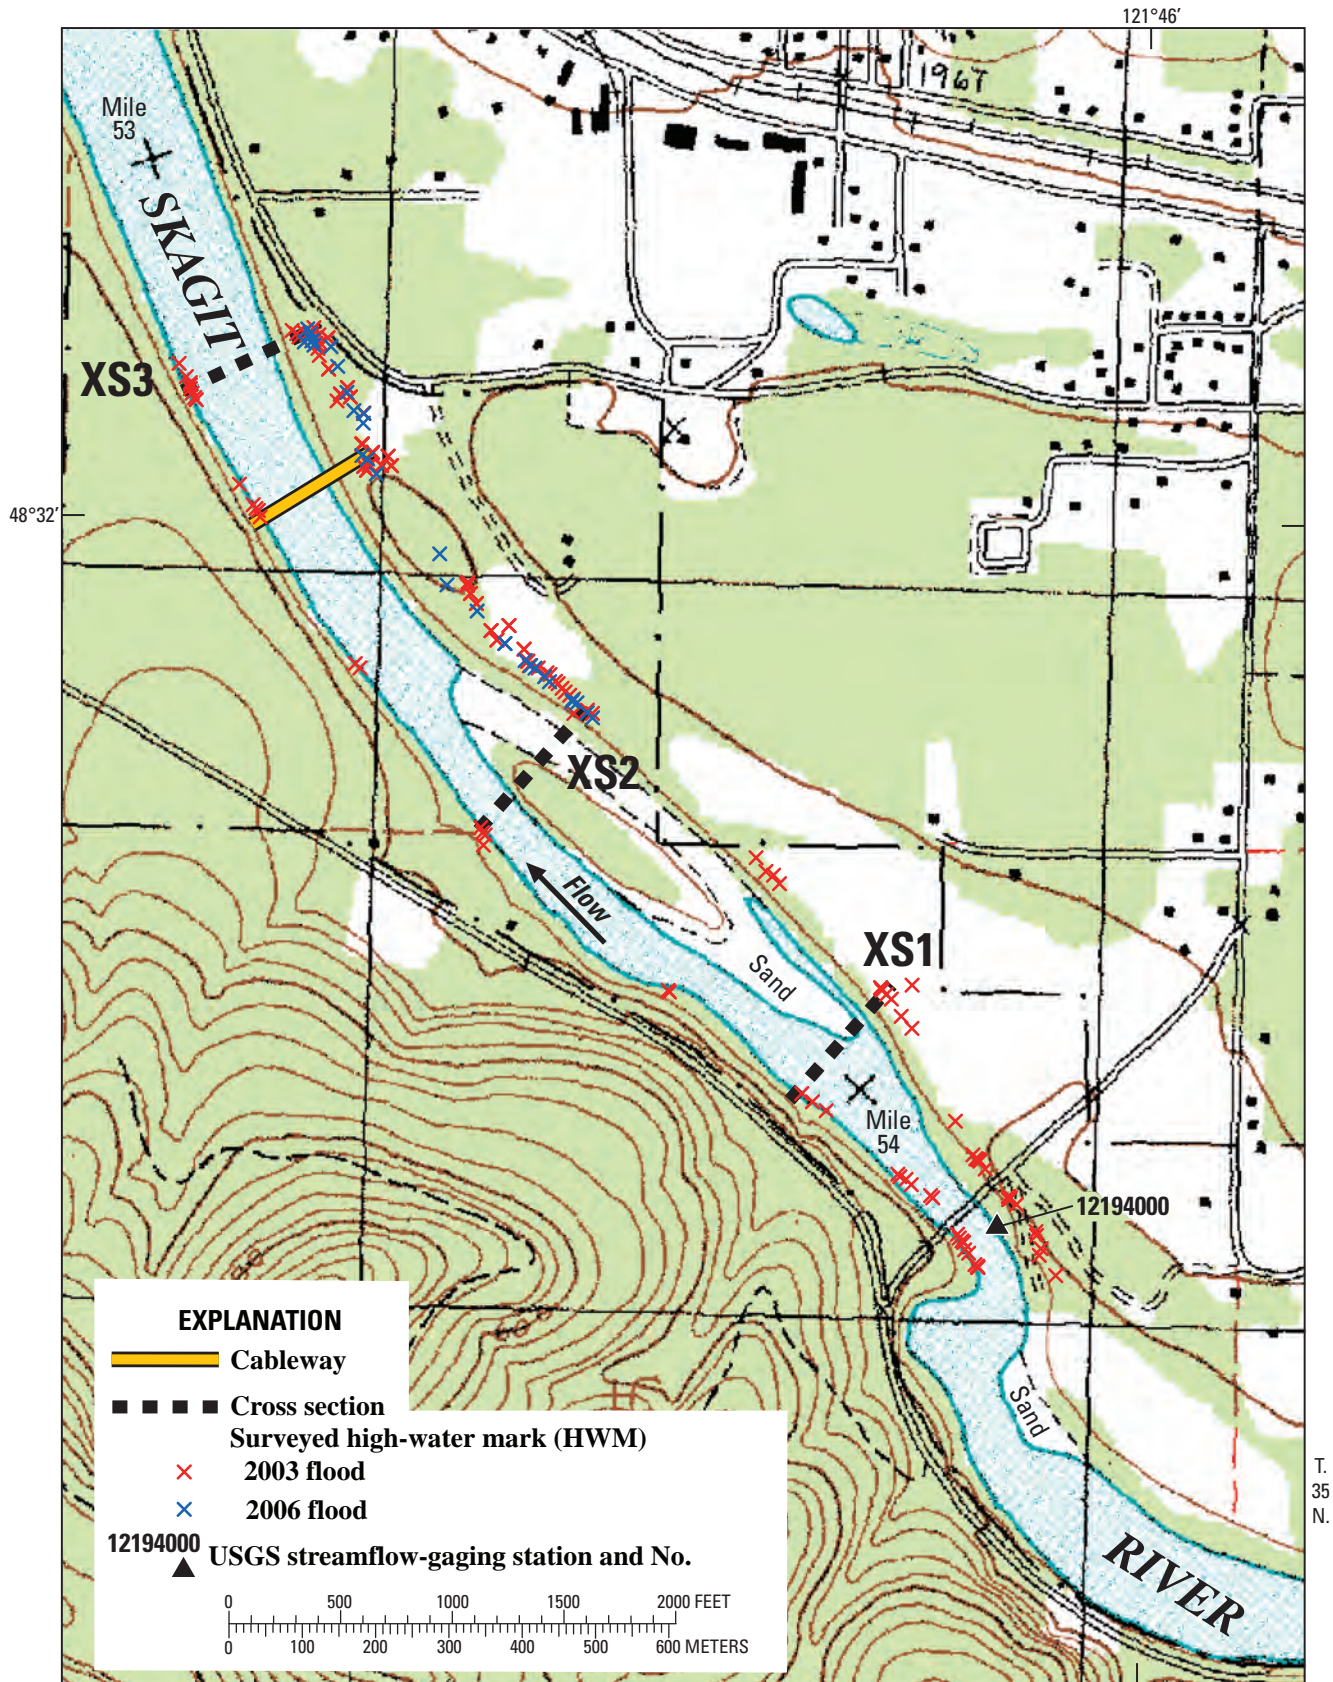 121°46′
1967
Mile
53
SKAGIT
XS3
48°32′
XS2
Flow
XS1
Sand
Mile
54
12194000
Sand
RIVER
T.
35
N.
EXPLANATION
Cableway
Cross section
Surveyed high-water mark (HWM)
2003 flood
2006 flood
12194000
USGS streamflow-gaging station and No.
0 500 1000 1500 2000 FEET
0 100 200 300 400 500 600 METERS